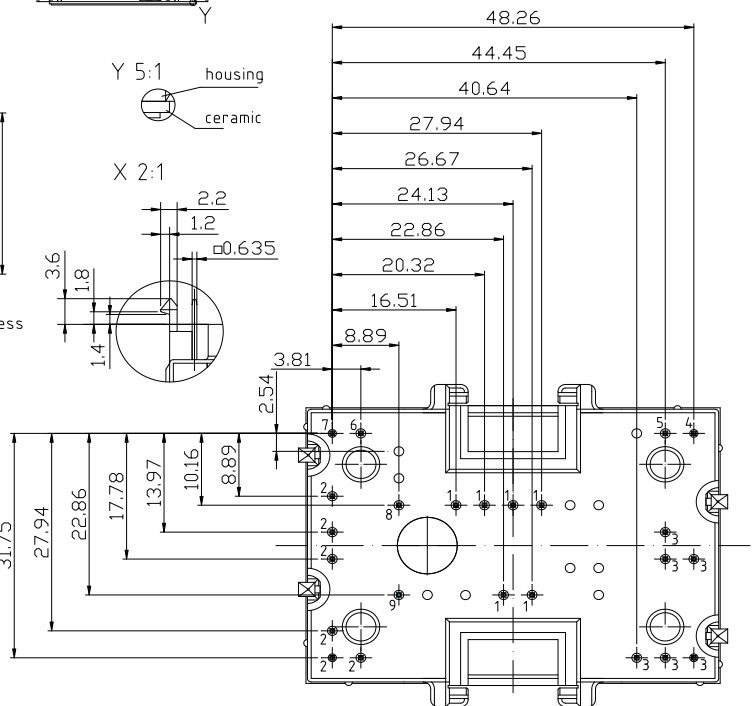 Y
48.26
Y 5:1
housing
44.45
ceramic
40.64
27.94
26.67
X 2:1
24.13
2.2
1.2
22.86
□0.635
20.32
3.6
1.8
16.51
ess
1.4
8.89
3.81
2.54
7 6 5 4
31.75
27.94
22.86
17.78
13.97
10.16
8.89
2
8 1 1 1 1
2 3
2 3 3
9 1 1
2
2 2 3 3 3